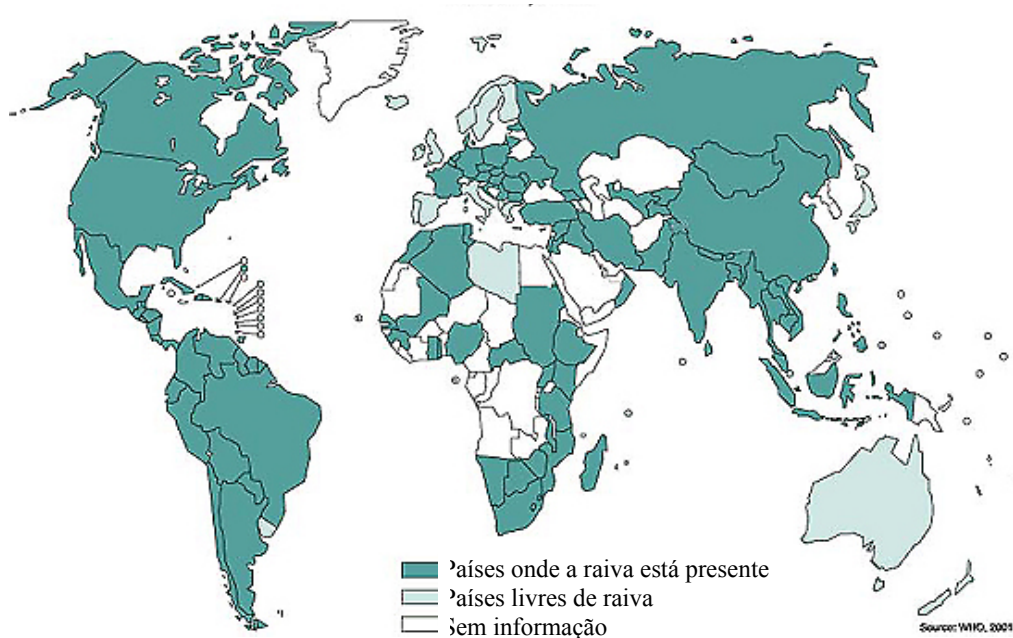 Países onde a raiva está presente
Países livres de raiva
Sem informação
Source: WHO, 2001